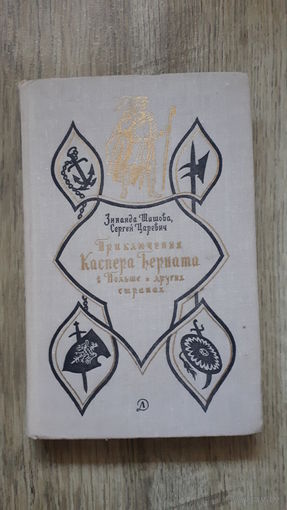 Зинаида Шишова,
Сергей Царевич
Приключения
Каспера Берната
в Польше и других
странах
Д